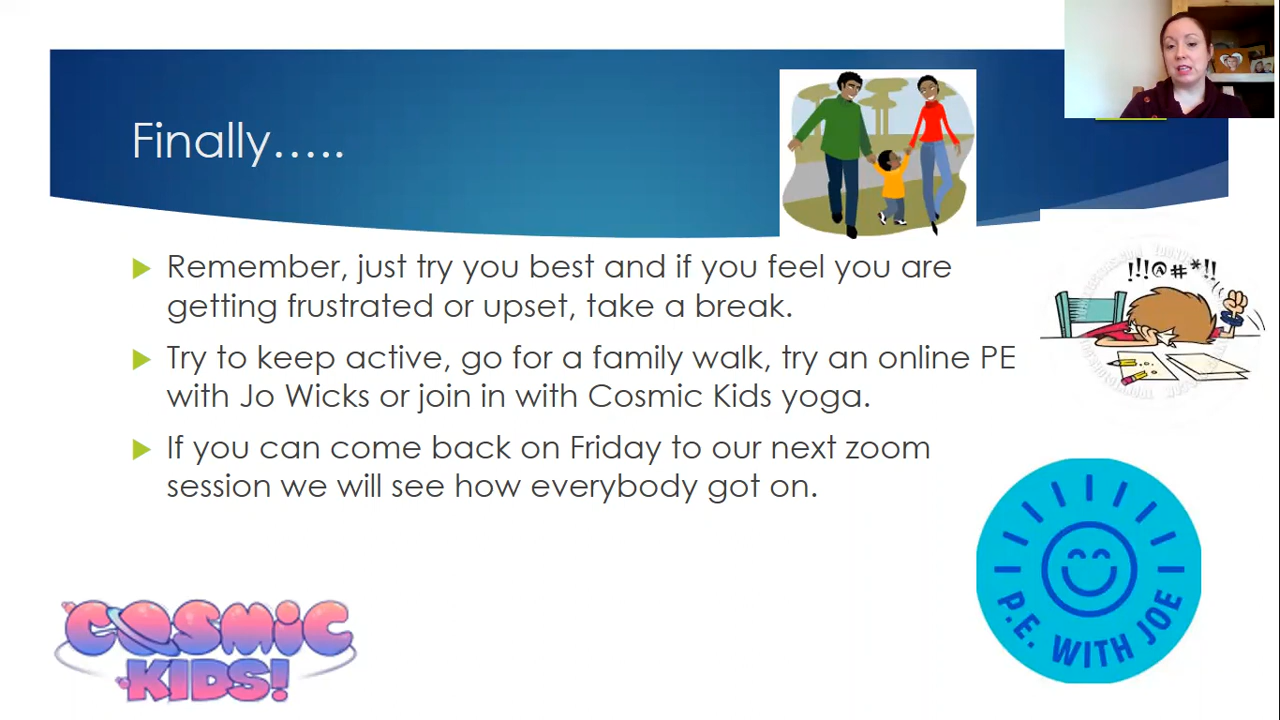 Finally…..
Remember, just try you best and if you feel you are
getting frustrated or upset, take a break.
Try to keep active, go for a family walk, try an online PE
with Jo Wicks or join in with Cosmic Kids yoga.
If you can come back on Friday to our next zoom
session we will see how everybody got on.
!!!@#*!!
COSMIC
KIDS!
P.E. WITH JOE